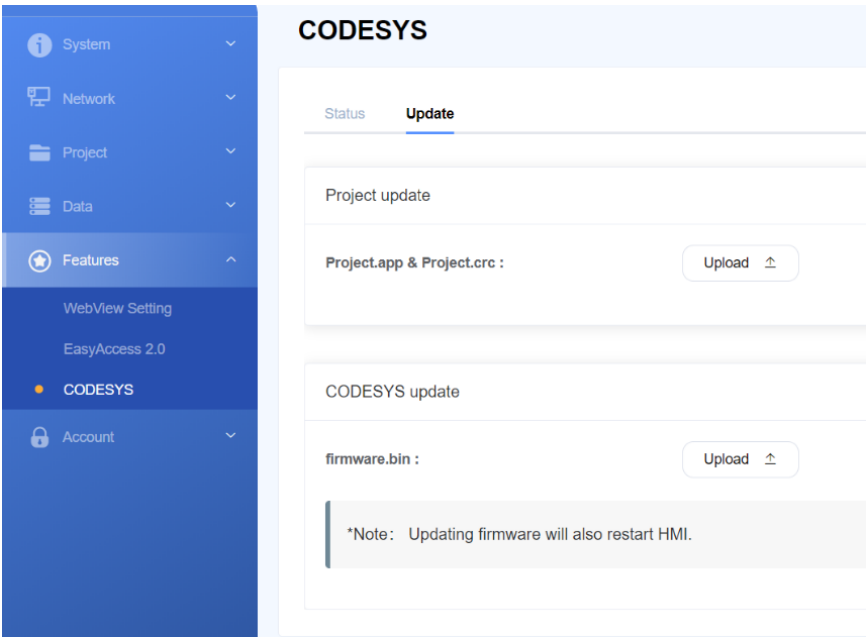 System
Network
Project
Data
Features
WebView Setting
EasyAccess 2.0
CODESYS
Account
CODESYS
Status Update
Project update
Project.app & Project.crc :
Upload
CODESYS update
firmware.bin :
Upload
*Note: Updating firmware will also restart HMI.